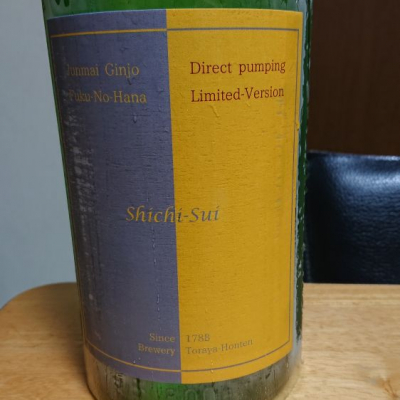 Junmai Ginjo
Fuku-No-Hana
Direct pumping
Limited-Version
Shichi-Sui
Since 1788
Brewery Toraya-Honten